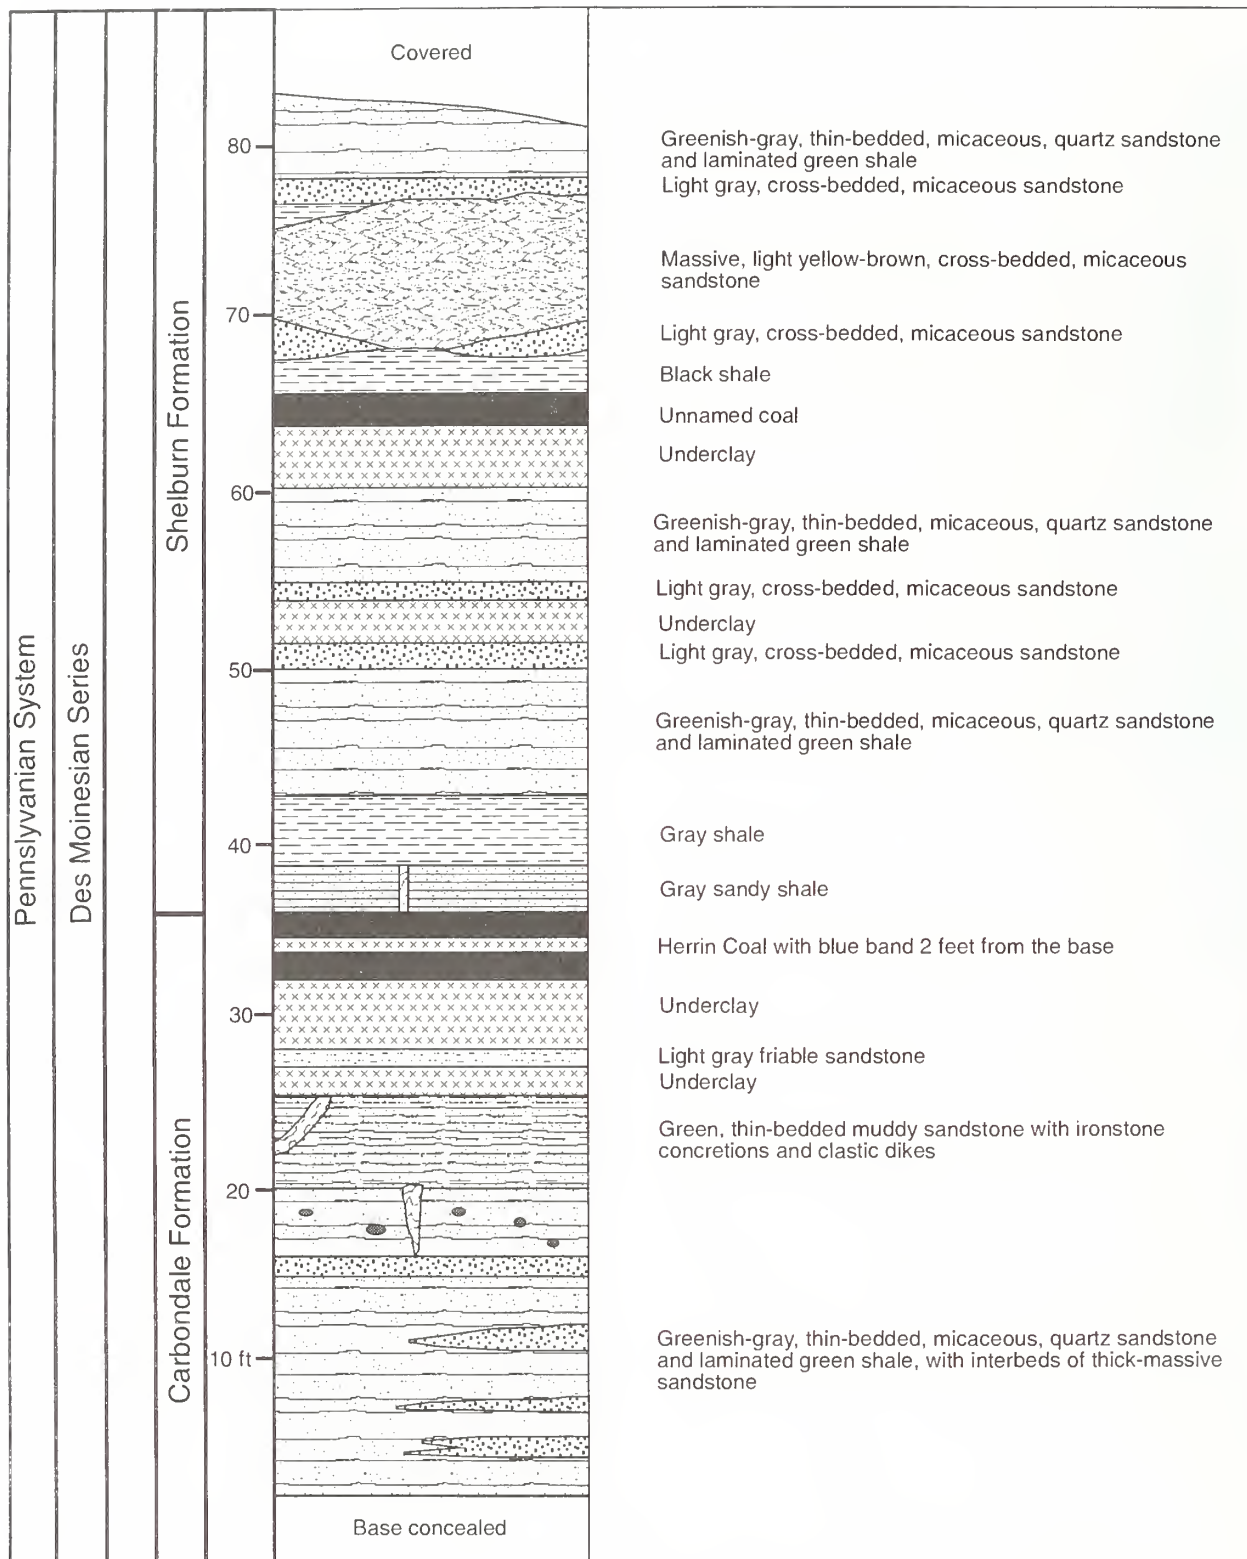 Covered
80
Greenish-gray, thin-bedded, micaceous, quartz sandstone
and laminated green shale
Light gray, cross-bedded, micaceous sandstone
Massive, light yellow-brown, cross-bedded, micaceous
sandstone
70
Light gray, cross-bedded, micaceous sandstone
Black shale
Unnamed coal
Underclay
60
Greenish-gray, thin-bedded, micaceous, quartz sandstone
and laminated green shale
Light gray, cross-bedded, micaceous sandstone
Underclay
Light gray, cross-bedded, micaceous sandstone
50
Greenish-gray, thin-bedded, micaceous, quartz sandstone
and laminated green shale
Gray shale
40
Gray sandy shale
Herrin Coal with blue band 2 feet from the base
Underclay
30
Light gray friable sandstone
Underclay
Green, thin-bedded muddy sandstone with ironstone
concretions and clastic dikes
20
10 ft
Greenish-gray, thin-bedded, micaceous, quartz sandstone
and laminated green shale, with interbeds of thick-massive
sandstone
Base concealed
Pennslyvanian System
Des Moinesian Series
Shelburn Formation
Carbondale Formation